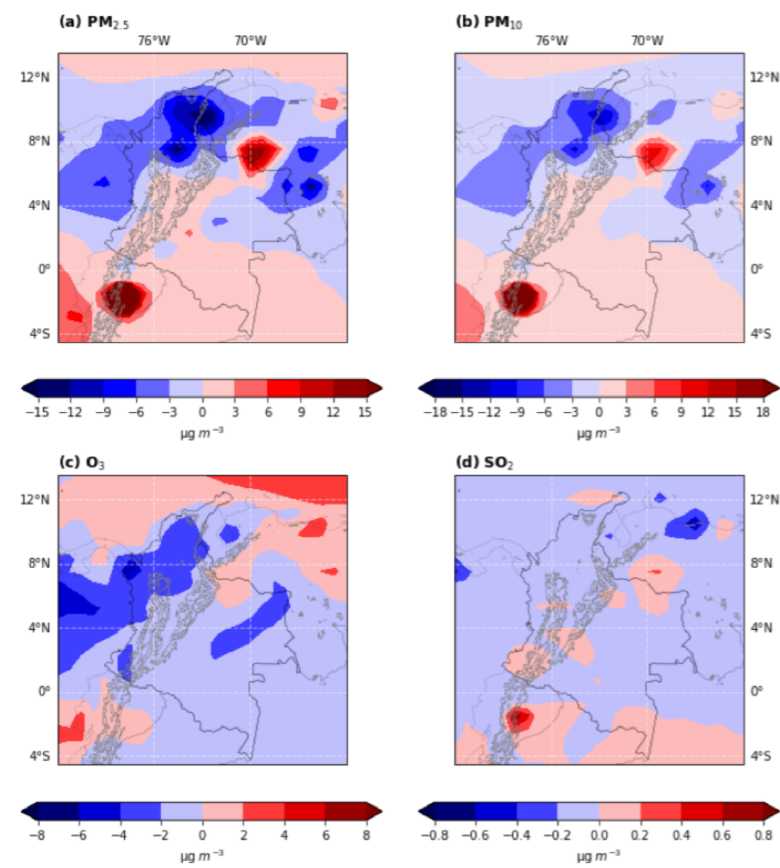 (a) PM2.5
(b) PM10
76°W 70°W
76°W 70°W
12°N
8°N
4°N
0°
4°S
12°N
8°N
4°N
0°
4°S
−15 −12 −9 −6 −3 0 3 6 9 12 15
µg m−3
−18 −15 −12 −9 −6 −3 0 3 6 9 12 15 18
µg m−3
(c) O3
(d) SO2
12°N
8°N
4°N
0°
4°S
12°N
8°N
4°N
0°
4°S
−8 −6 −4 −2 0 2 4 6 8
µg m−3
−0.8 −0.6 −0.4 −0.2 0.0 0.2 0.4 0.6 0.8
µg m−3